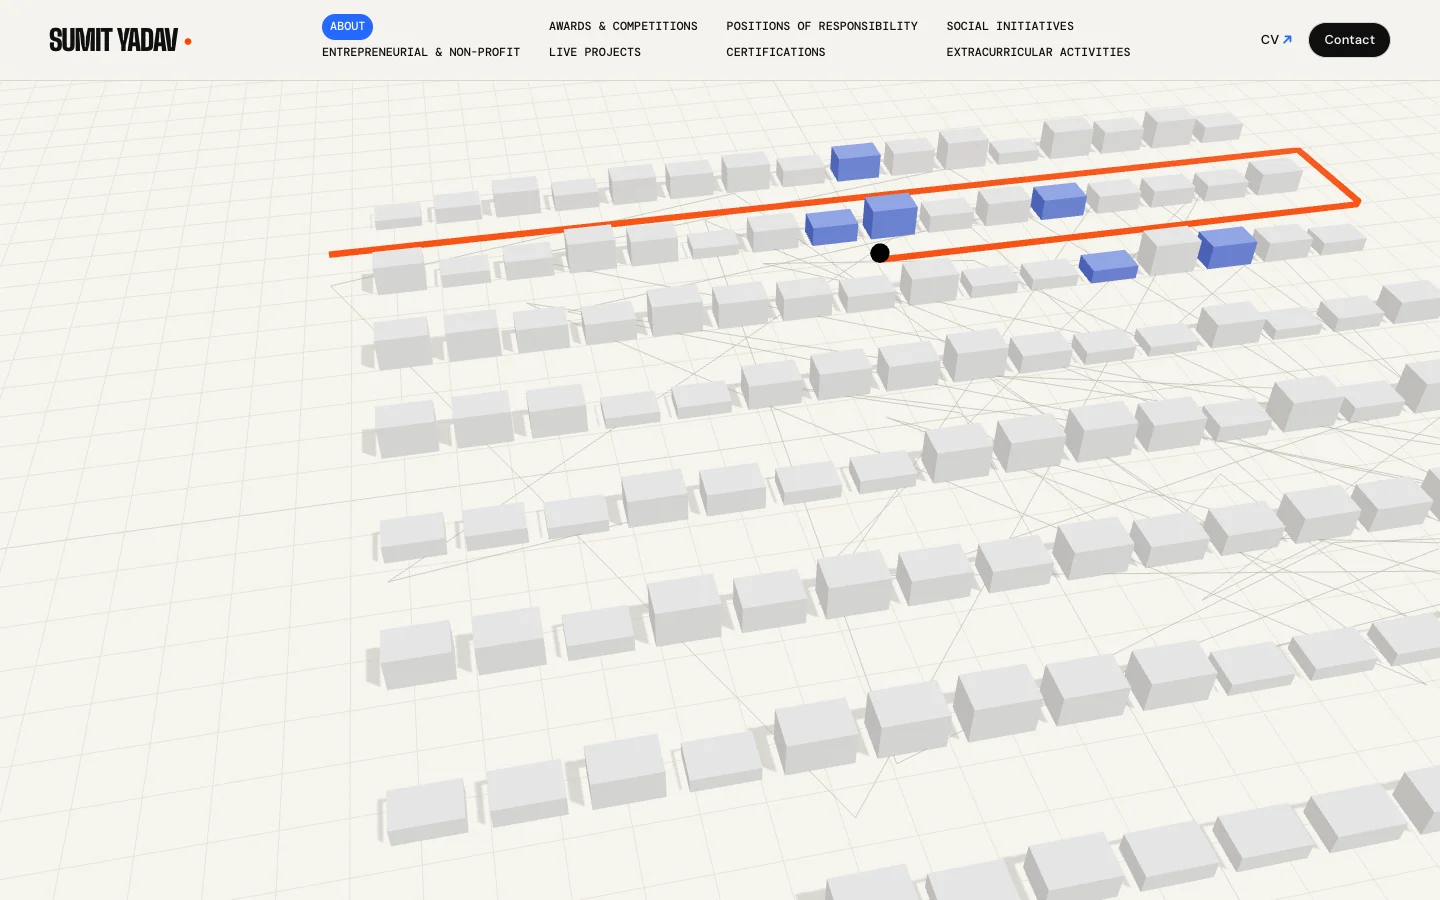 SUMIT YADAV
ABOUT
ENTREPRENEURIAL & NON-PROFIT
AWARDS & COMPETITIONS
LIVE PROJECTS
POSITIONS OF RESPONSIBILITY
CERTIFICATIONS
SOCIAL INITIATIVES
EXTRACURRICULAR ACTIVITIES
CV
Contact